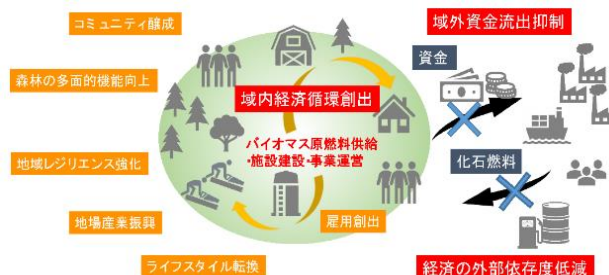 コミュニティ醸成
域外資金流出抑制
資金
森林の多面的機能向上
域内経済循環創出
バイオマス原燃料供給
・施設建設・事業運営
地域レジリエンス強化
化石燃料
地場産業振興
雇用創出
ライフスタイル転換
経済の外部依存度低減